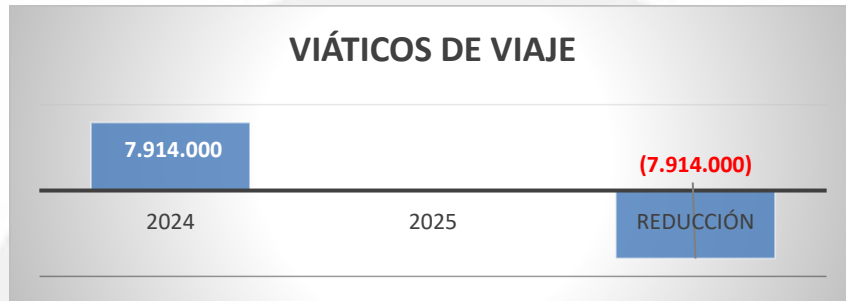 VIÁTICOS DE VIAJE
7.914.000
(7.914.000)
2024
2025
REDUCCIÓN